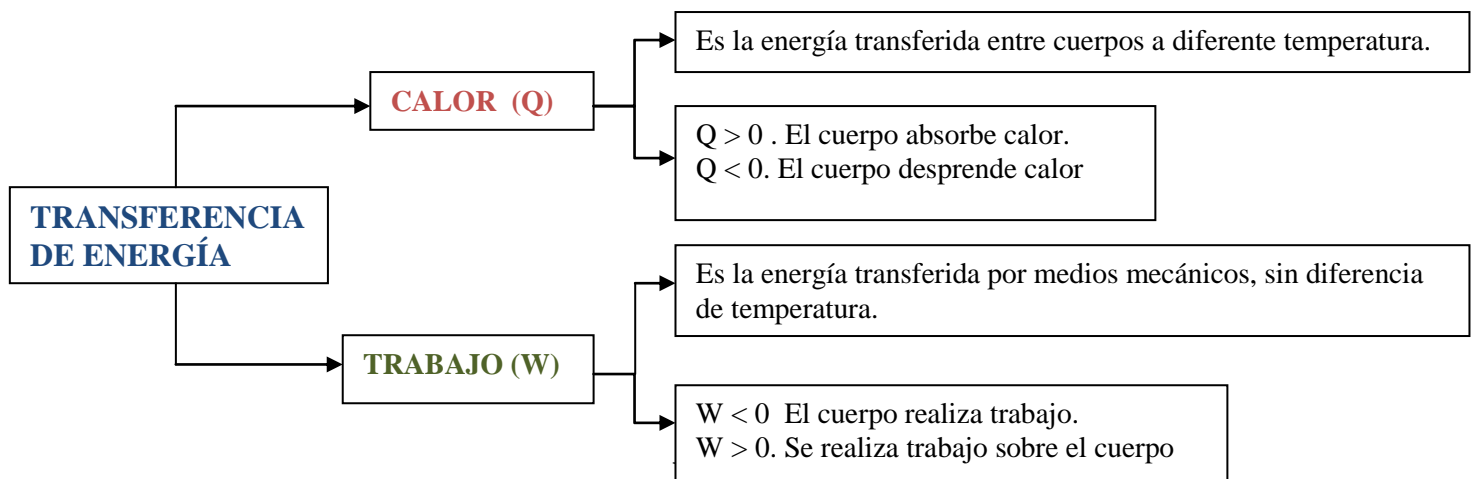 Es la energía transferida entre cuerpos a diferente temperatura.
CALOR (Q)
Q > 0 . El cuerpo absorbe calor.
Q < 0. El cuerpo desprende calor
TRANSFERENCIA
DE ENERGÍA
Es la energía transferida por medios mecánicos, sin diferencia
de temperatura.
TRABAJO (W)
W < 0 El cuerpo realiza trabajo.
W > 0. Se realiza trabajo sobre el cuerpo